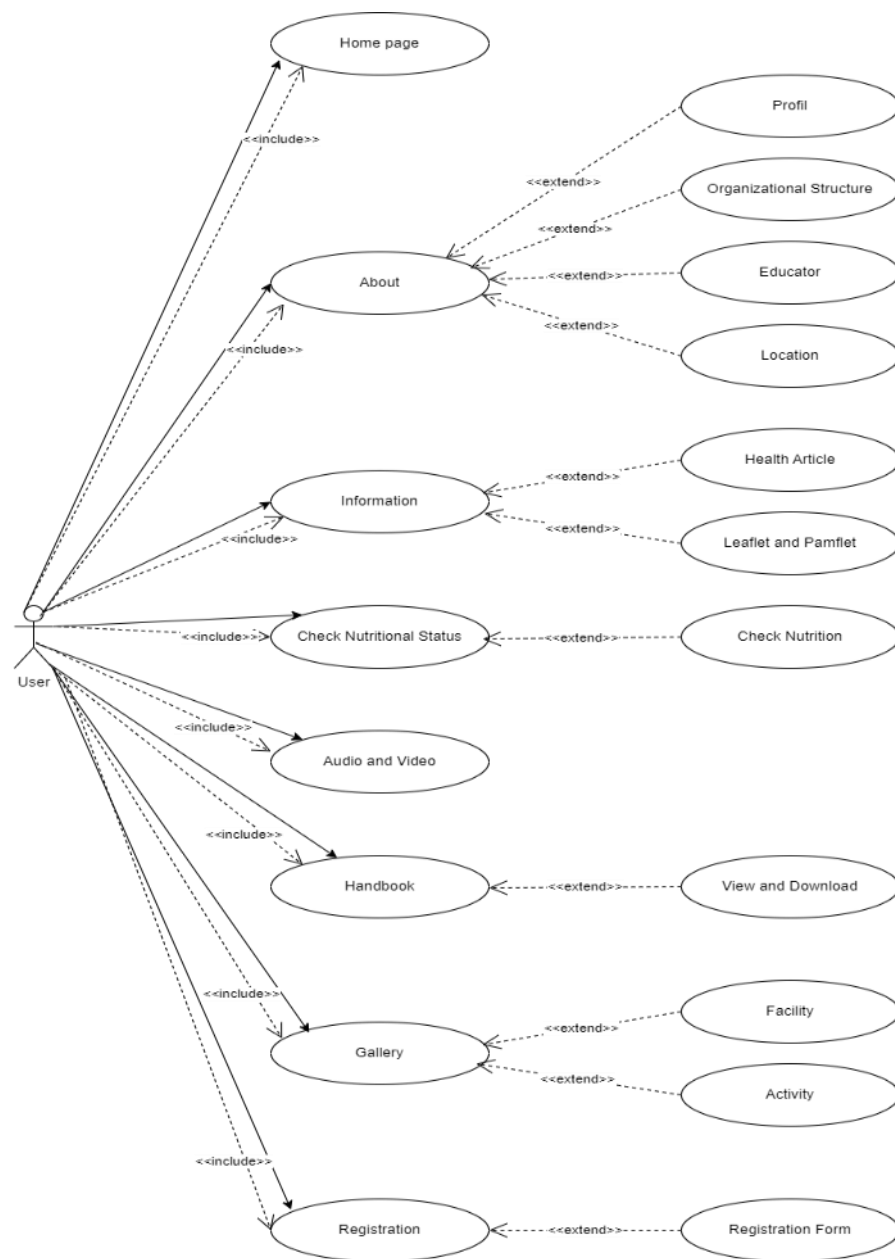 Home page
<<include>>
Profil
<<extend>>
Organizational Structure
<<extend>>
About
<<extend>>
Educator
<<include>>
<<extend>>
Location
Health Article
<<extend>>
Information
<<include>>
<<extend>>
Leaflet and Pamflet
User
<<include>>
Check Nutritional Status
<<extend>>
Check Nutrition
<<include>>
Audio and Video
<<include>>
Handbook
<<extend>>
View and Download
<<include>>
Facility
<<extend>>
Gallery
<<extend>>
Activity
<<include>>
Registration
<<extend>>
Registration Form